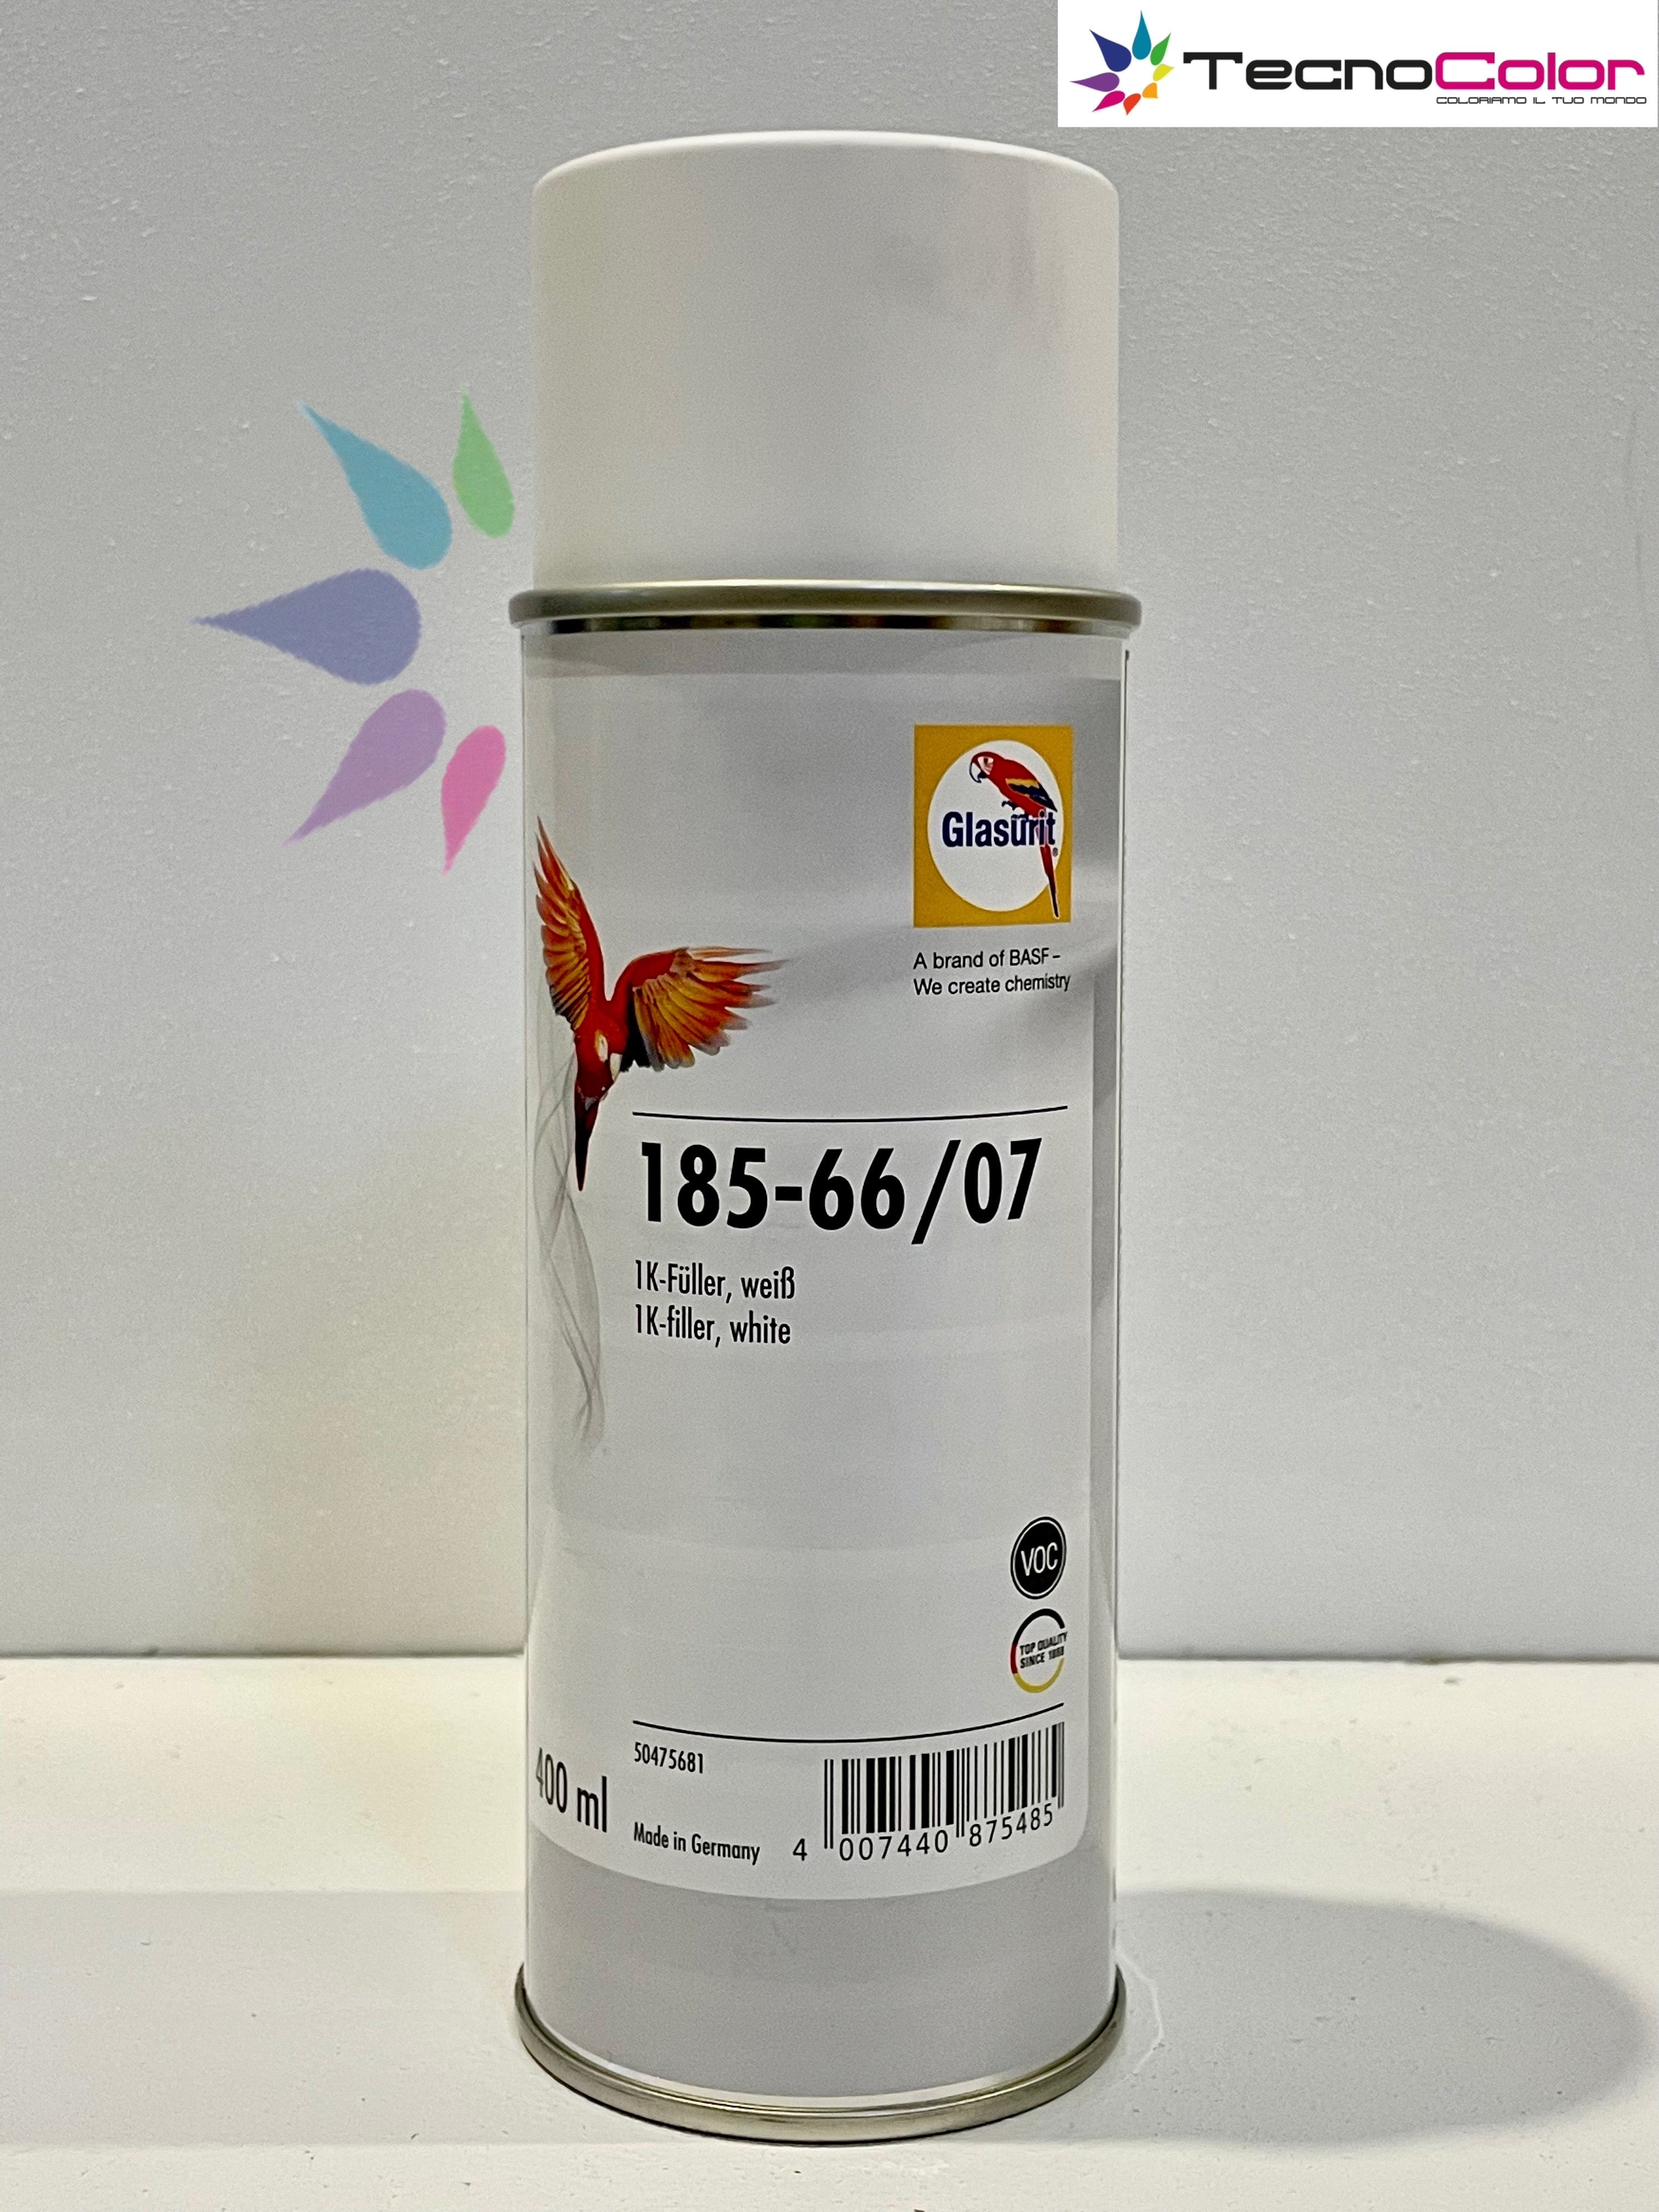 TecnoColor
COLORIAMO IL TUO MONDO
Glasurit®
A brand of BASF –
We create chemistry
185-66/07
1K-Füller, weiß
1K-filler, white
VOC
TOP QUALITY
SINCE 1888
50475681
400 ml
Made in Germany
4 007440 875485